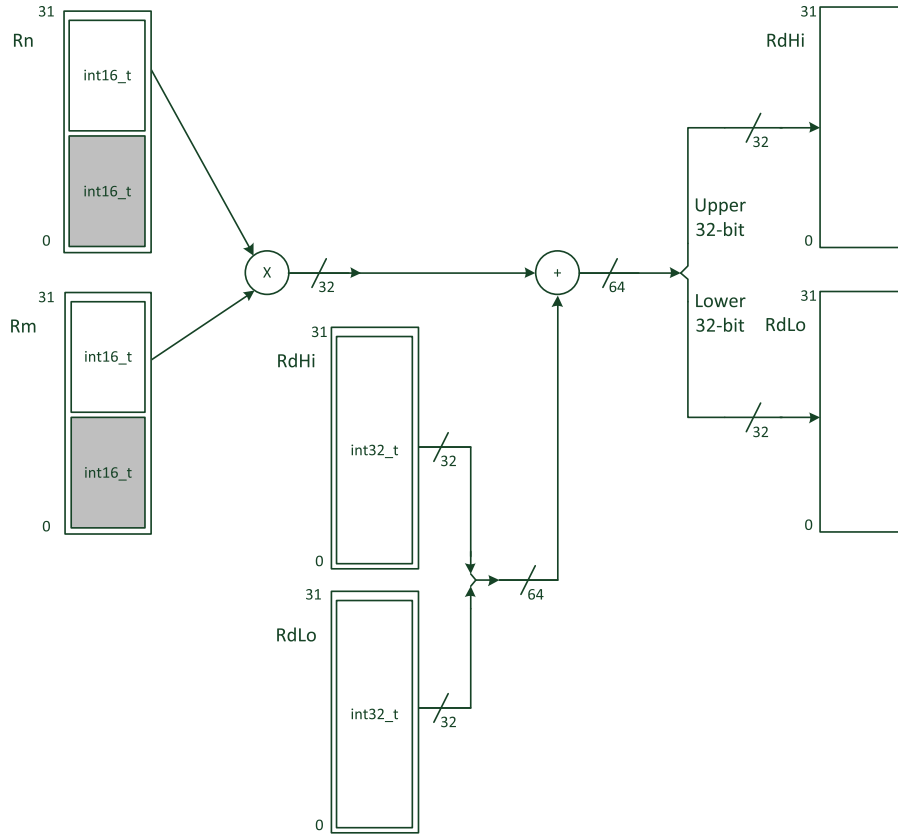 31
Rn
int16_t
int16_t
0
31
Rm
int16_t
int16_t
0
X
32
31
RdHi
int32_t
32
0
31
RdLo
int32_t
32
0
64
+
64
Upper
32-bit
Lower
32-bit
32
32
31
RdHi
0
31
RdLo
0